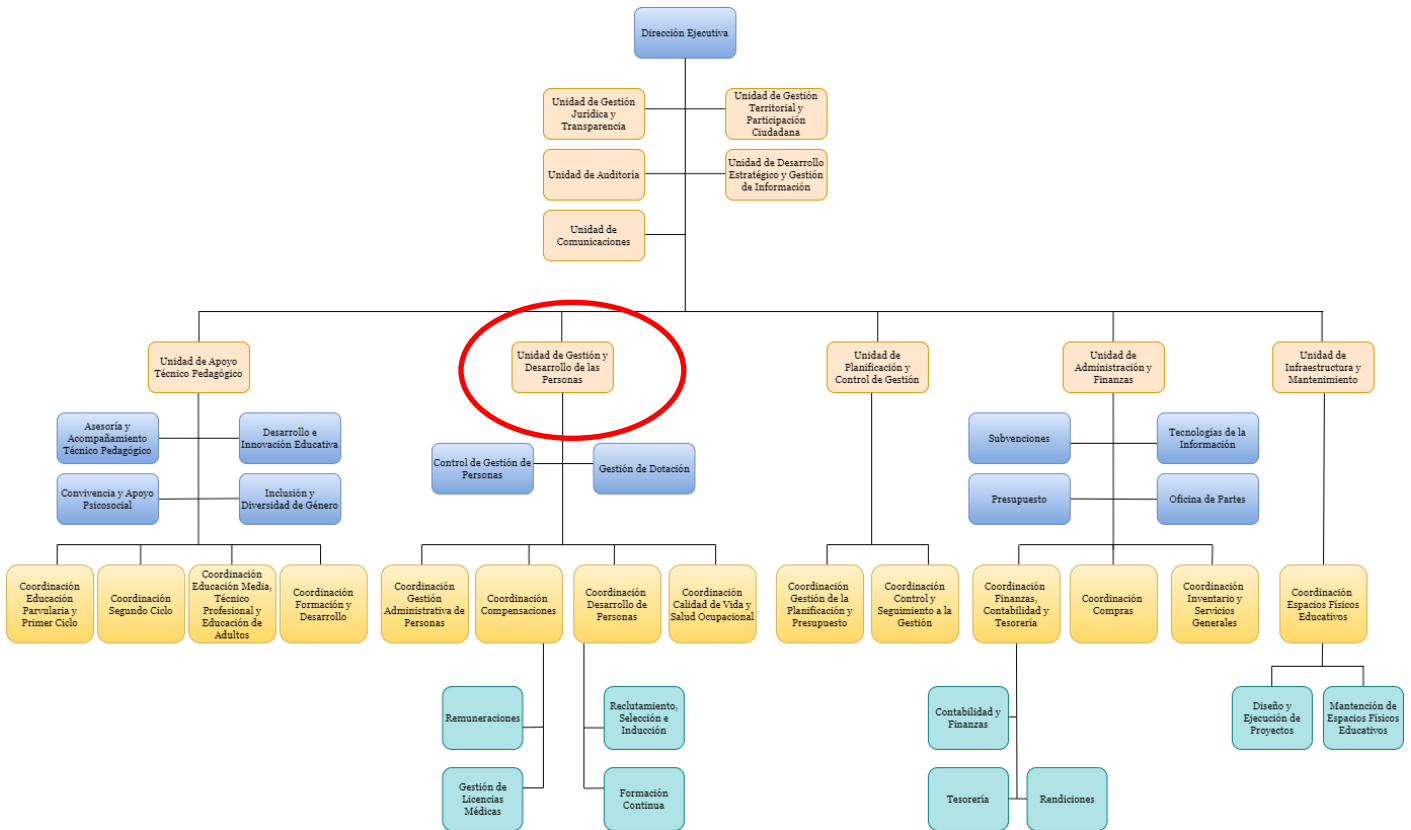 Dirección Ejecutiva
Unidad de Gestión
Jurídica y
Transparencia
Unidad de Gestión
Territorial y
Participación
Ciudadana
Unidad de Auditoría
Unidad de Desarrollo
Estratégico y Gestión
de Información
Unidad de
Comunicaciones
Unidad de Apoyo
Técnico Pedagógico
Unidad de Gestión y
Desarrollo de las
Personas
Unidad de
Planificación y
Control de Gestión
Unidad de
Administración y
Finanzas
Unidad de
Infraestructura y
Mantenimiento
Asesoría y
Acompañamiento
Técnico Pedagógico
Desarrollo e
Innovación Educativa
Convivencia y Apoyo
Psicosocial
Inclusión y
Diversidad de Género
Control de Gestión de
Personas
Gestión de Dotación
Subvenciones
Tecnologías de la
Información
Presupuesto
Oficina de Partes
Coordinación
Educación
Parvularia y
Primer Ciclo
Coordinación
Segundo Ciclo
Coordinación
Educación Media,
Técnico
Profesional y
Educación de
Adultos
Coordinación
Formación y
Desarrollo
Coordinación
Gestión
Administrativa de
Personas
Coordinación
Compensaciones
Coordinación
Desarrollo de
Personas
Coordinación
Calidad de Vida y
Salud Ocupacional
Coordinación
Gestión de la
Planificación y
Presupuesto
Coordinación
Control y
Seguimiento a la
Gestión
Coordinación
Finanzas,
Contabilidad y
Tesorería
Coordinación
Compras
Coordinación
Inventario y
Servicios
Generales
Coordinación
Espacios Físicos
Educativos
Remuneraciones
Reclutamiento,
Selección e
Inducción
Gestión de
Licencias
Médicas
Formación
Continua
Contabilidad y
Finanzas
Tesorería
Rendiciones
Diseño y
Ejecución de
Proyectos
Mantención de
Espacios Físicos
Educativos